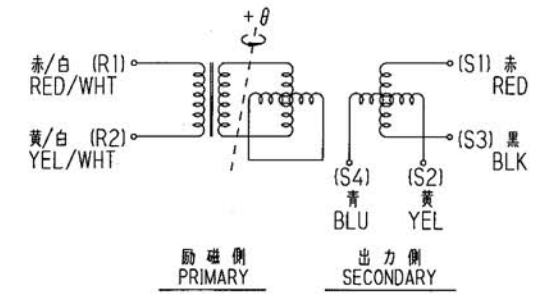 +θ
赤/白 (R1)
RED/WHT
黄/白 (R2)
YEL/WHT
(S1) 赤
RED
(S3) 黒
BLK
(S4)
青
BLU
(S2)
黄
YEL
励磁側
PRIMARY
出力側
SECONDARY